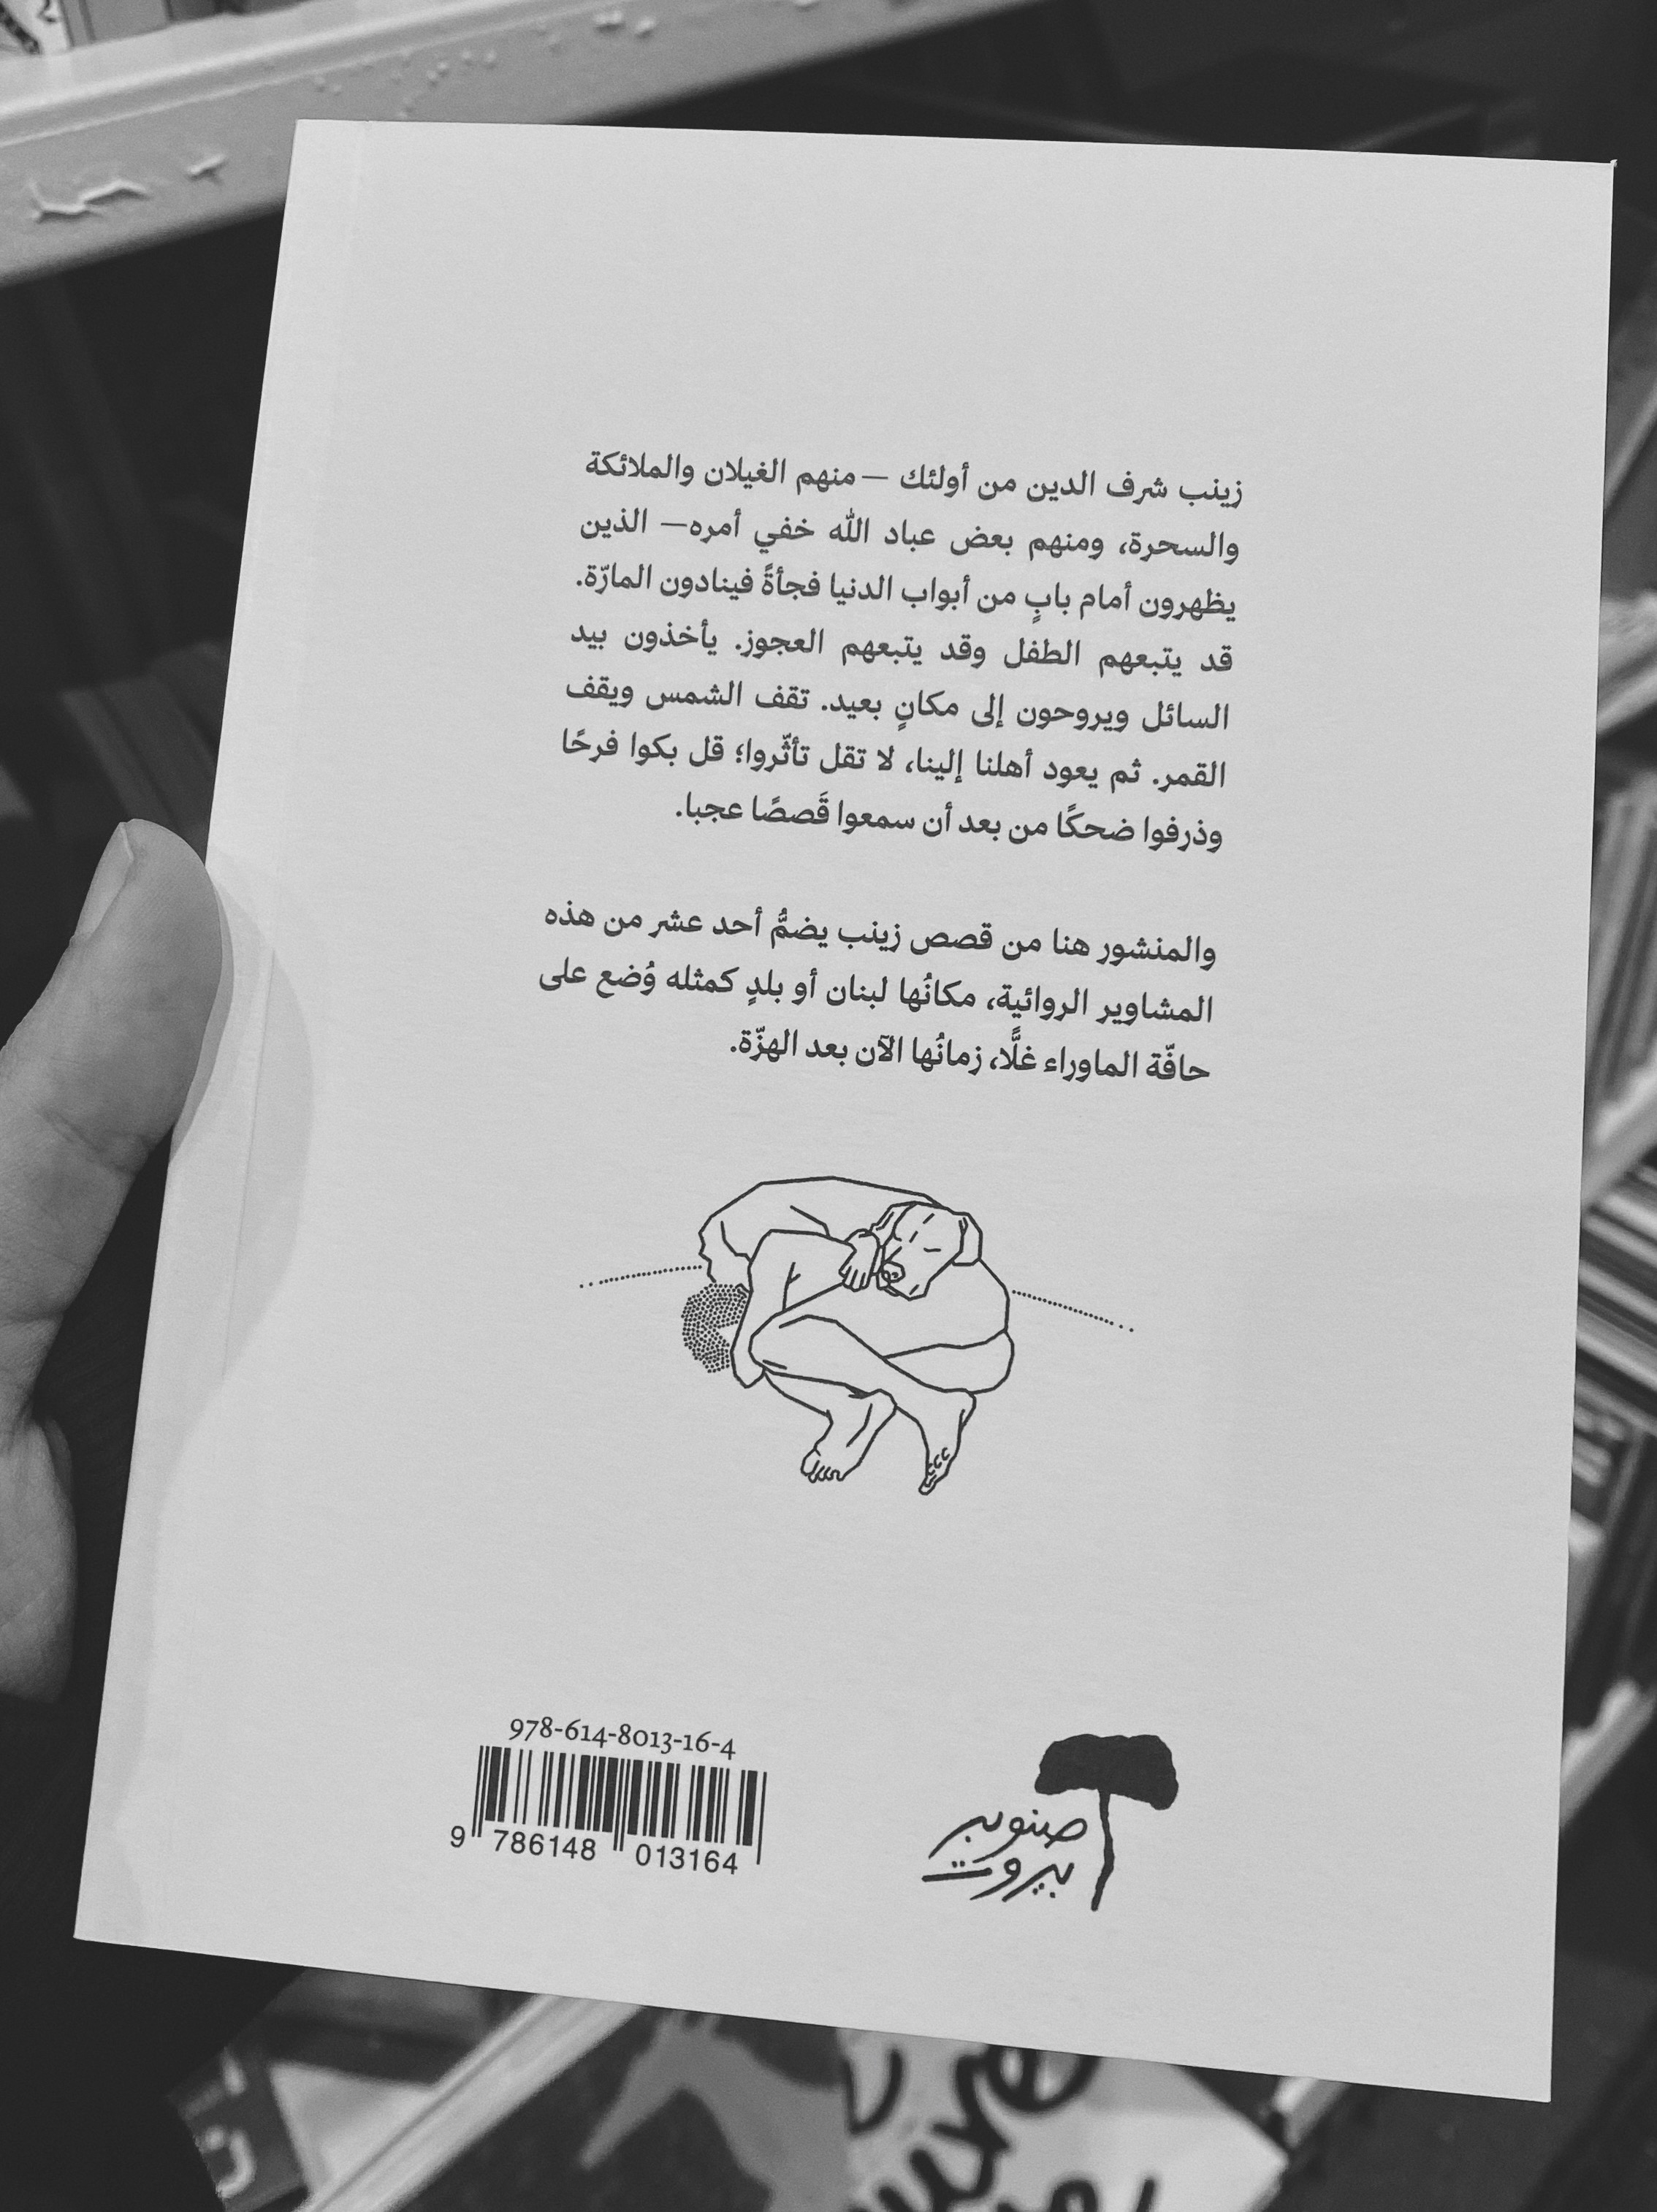 زينب شرف الدين من أولئك —منهم الغيلان والملائكة
والسحرة، ومنهم بعض عباد الله خفي أمره— الذين
يظهرون أمام بابٍ من أبواب الدنيا فجأةً فينادون المارّة.
قد يتبعهم الطفل وقد يتبعهم العجوز. يأخذون بيد
السائل ويروحون إلى مكانٍ بعيد. تقف الشمس ويقف
القمر. ثم يعود أهلنا إلينا، لا تقل تأثّروا؛ قل بكوا فرحًا
وذرفوا ضحكًا من بعد أن سمعوا قَصصًا عجبا.
والمنشور هنا من قصص زينب يضمُّ أحد عشر من هذه
المشاوير الروائية، مكانُها لبنان أو بلدٍ كمثله وُضع على
حافّة الماوراء غلًّا، زمانُها الآن بعد الهزّة.
978-614-8013-16-4
9 786148 013164
صنوبر
بيروت